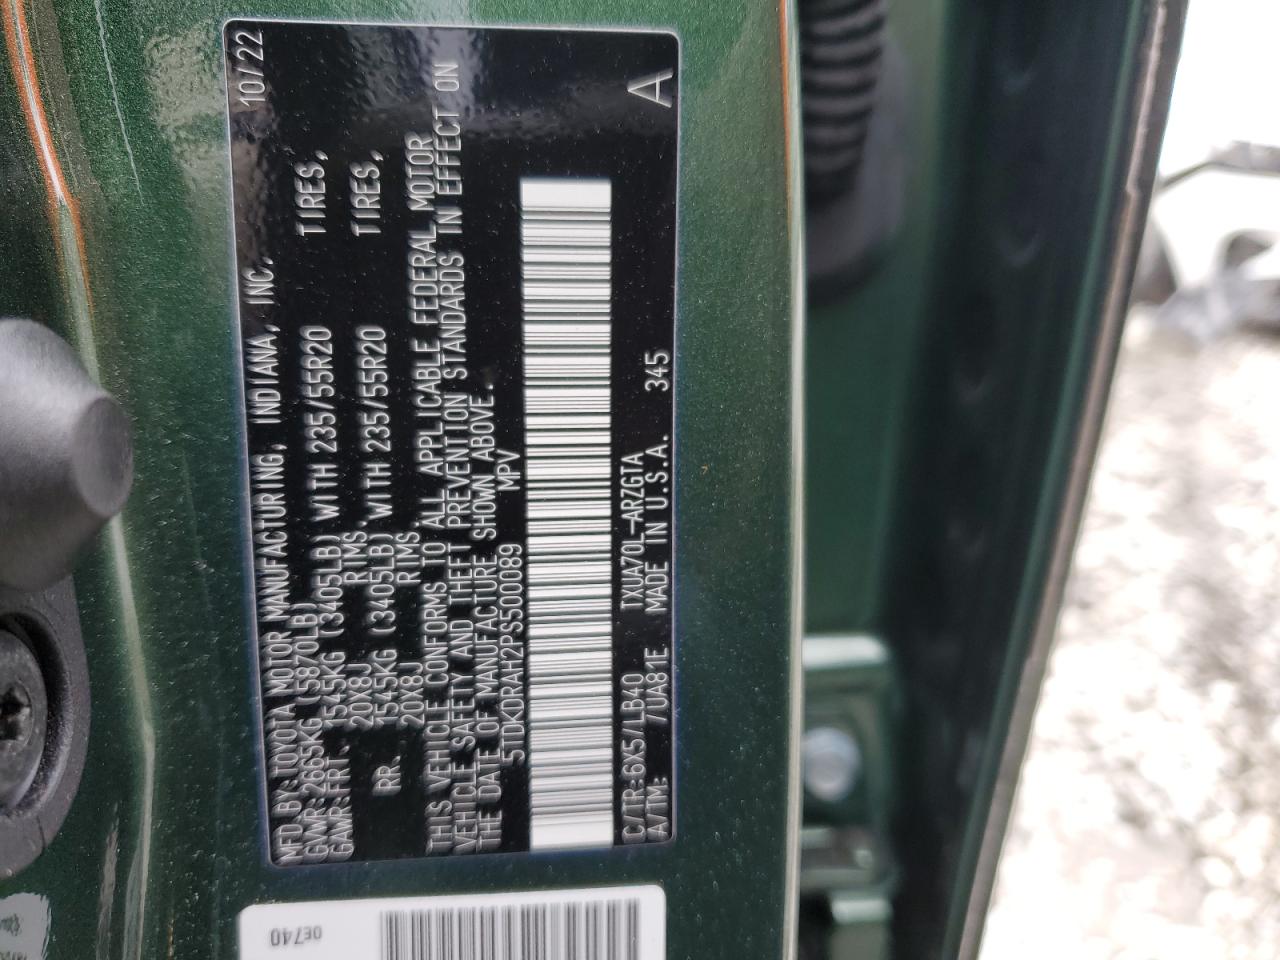 MFD BY:TOYOTA MOTOR MANUFACTURING, INDIANA, INC. 10/22
GVWR:2665KG (5870LB)
GAWR:FRT. 1545KG (3405LB) WITH 235/55R20 TIRES,
20X8J RIMS.
RR. 1545KG (3405LB) WITH 235/55R20 TIRES,
20X8J RIMS.
THIS VEHICLE CONFORMS TO ALL APPLICABLE FEDERAL MOTOR
VEHICLE SAFETY AND THEFT PREVENTION STANDARDS IN EFFECT ON
THE DATE OF MANUFACTURE SHOWN ABOVE.
5TDKDRAH2PS500089 MPV
C/TR:6X5/LB40 TXUA70L-ARZGTA A
A/TM: /UA81E MADE IN U.S.A. 345
0E740